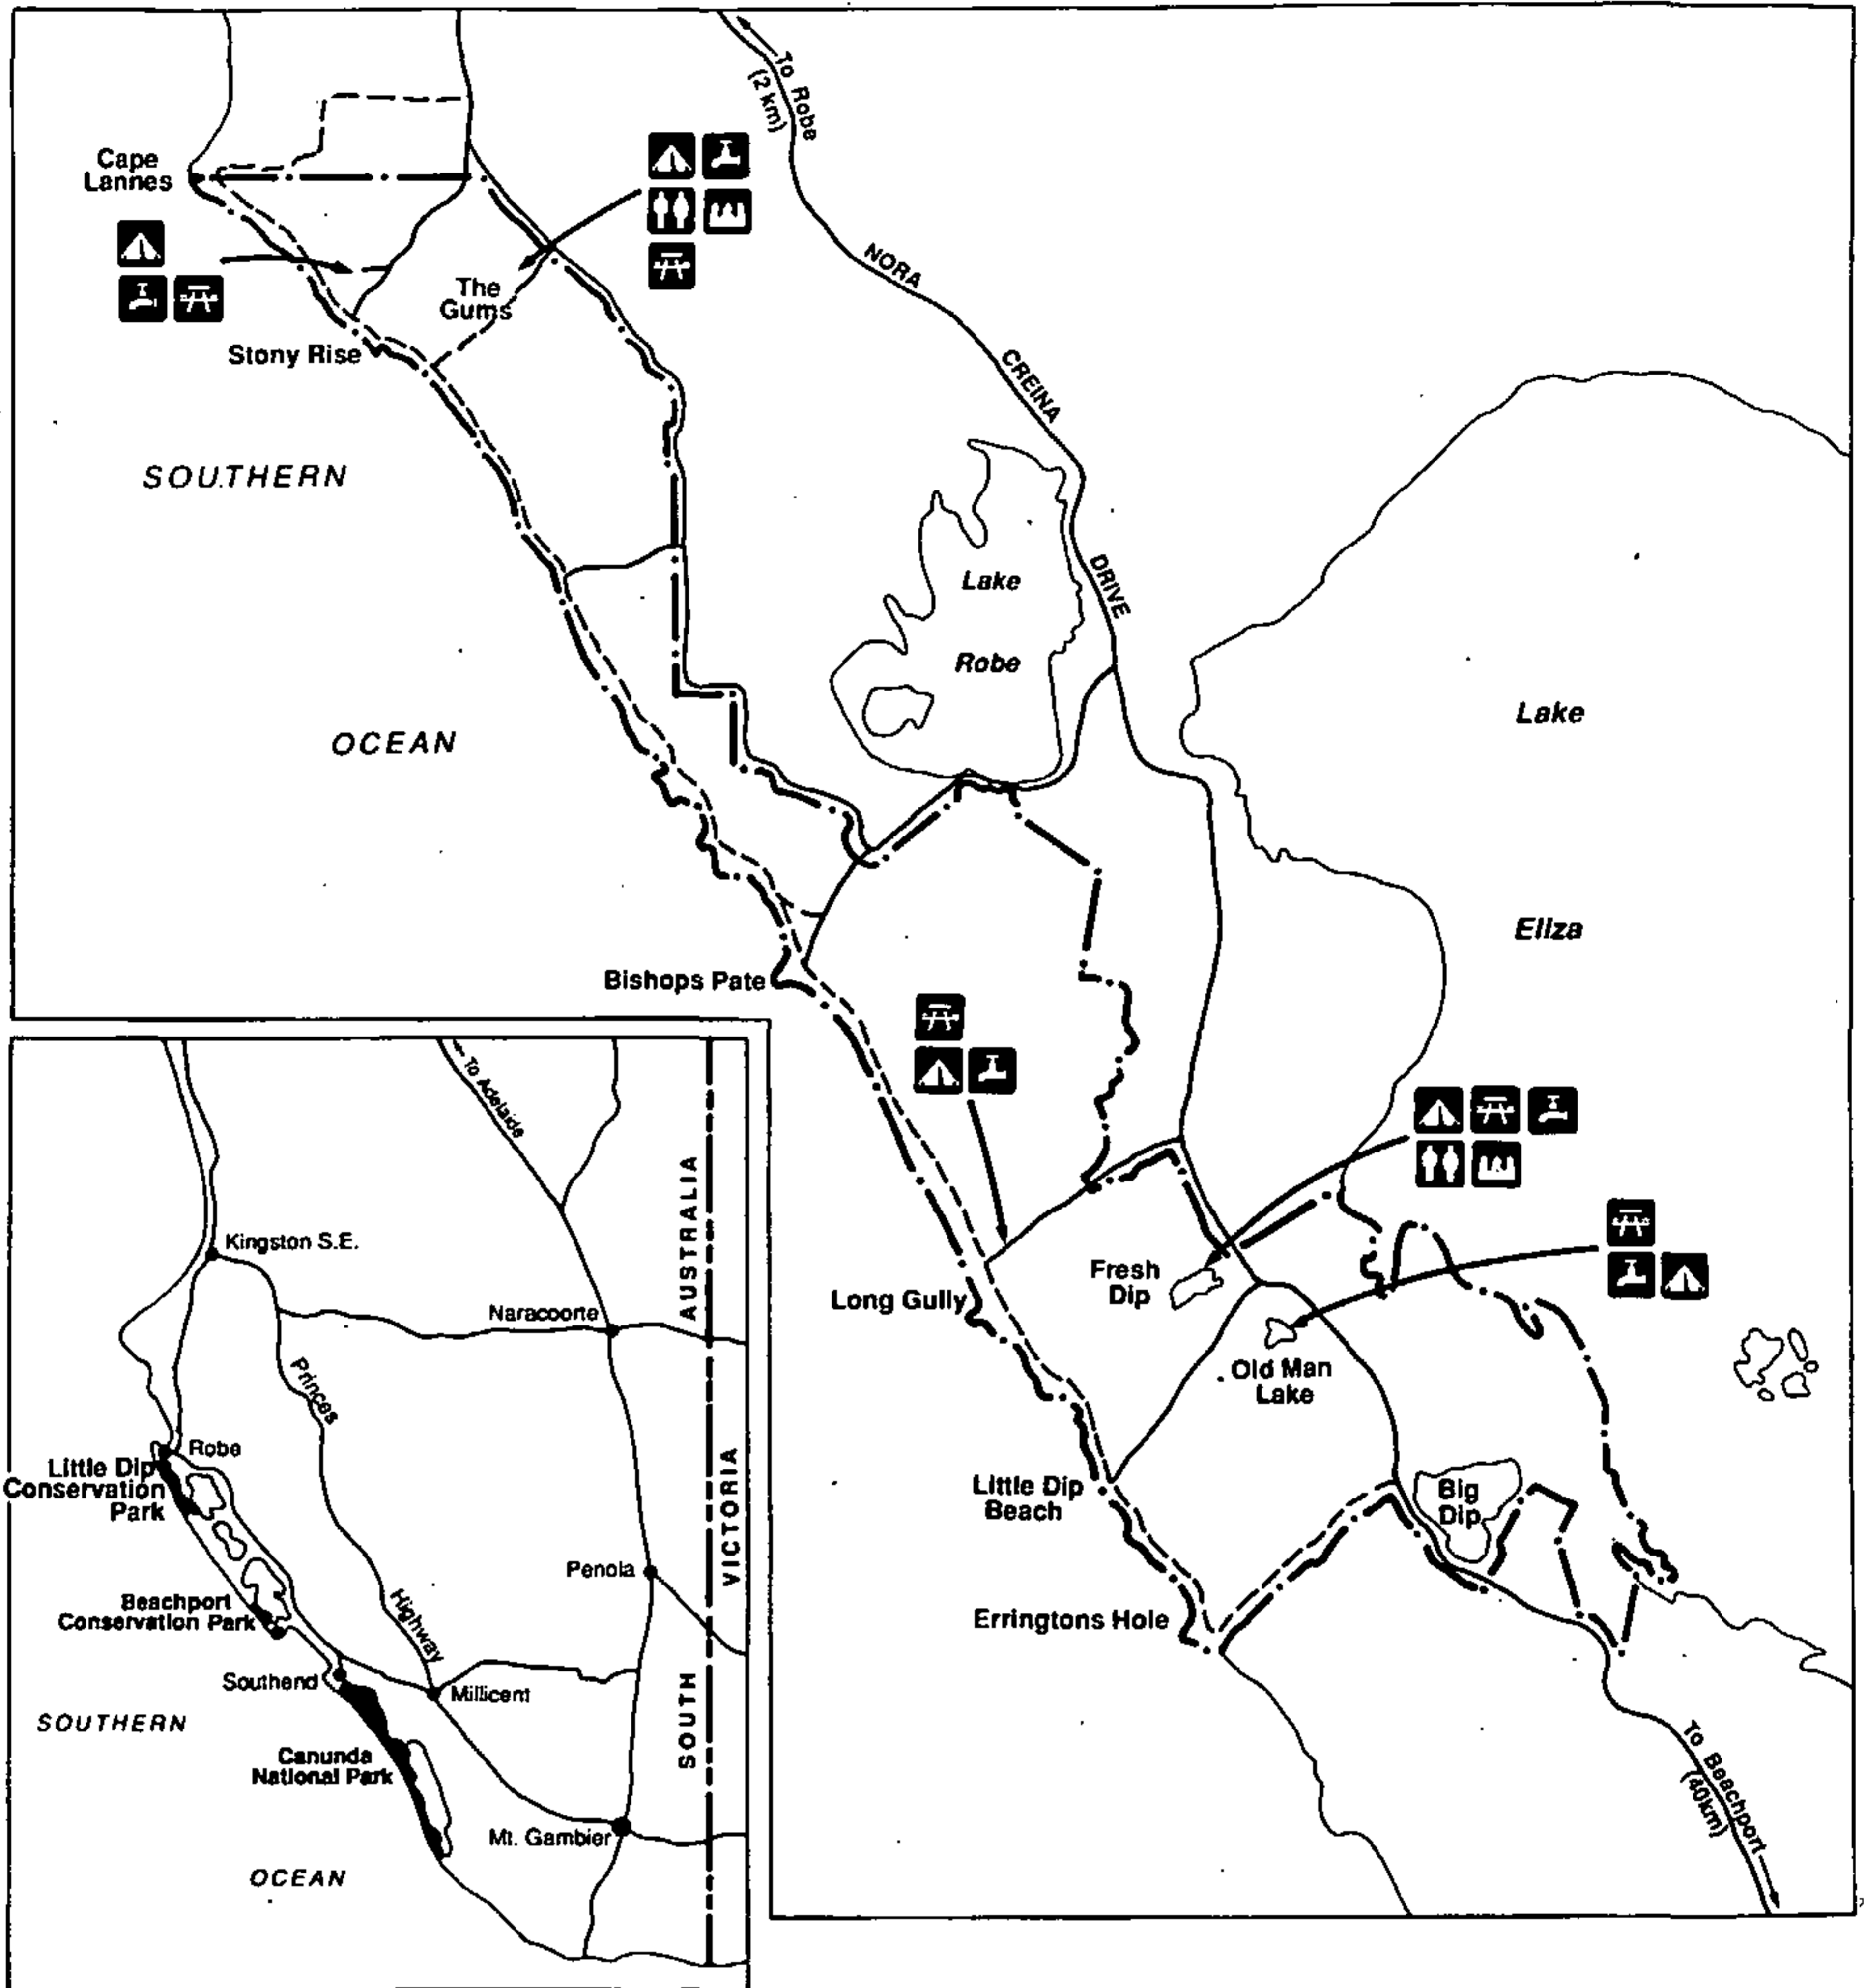 To Robe
(2 km)
Cape
Lannes
The
Gums
Stony Rise
NORA
CREINA
DRIVE
SOUTHERN
OCEAN
Lake
Robe
Lake
Eliza
Bishops Pate
Long Gully
Fresh
Dip
Old Man
Lake
Little Dip
Beach
Big
Dip
Erringtons Hole
To Beachport
(40km)
To Adelaide
Kingston S.E.
Naracoorte
Princes
Highway
Robe
Little Dip
Conservation
Park
Penola
Beachport
Conservation Park
Southend
Millicent
Canunda
National Park
Mt. Gambier
SOUTHERN
OCEAN
SOUTH
AUSTRALIA
VICTORIA